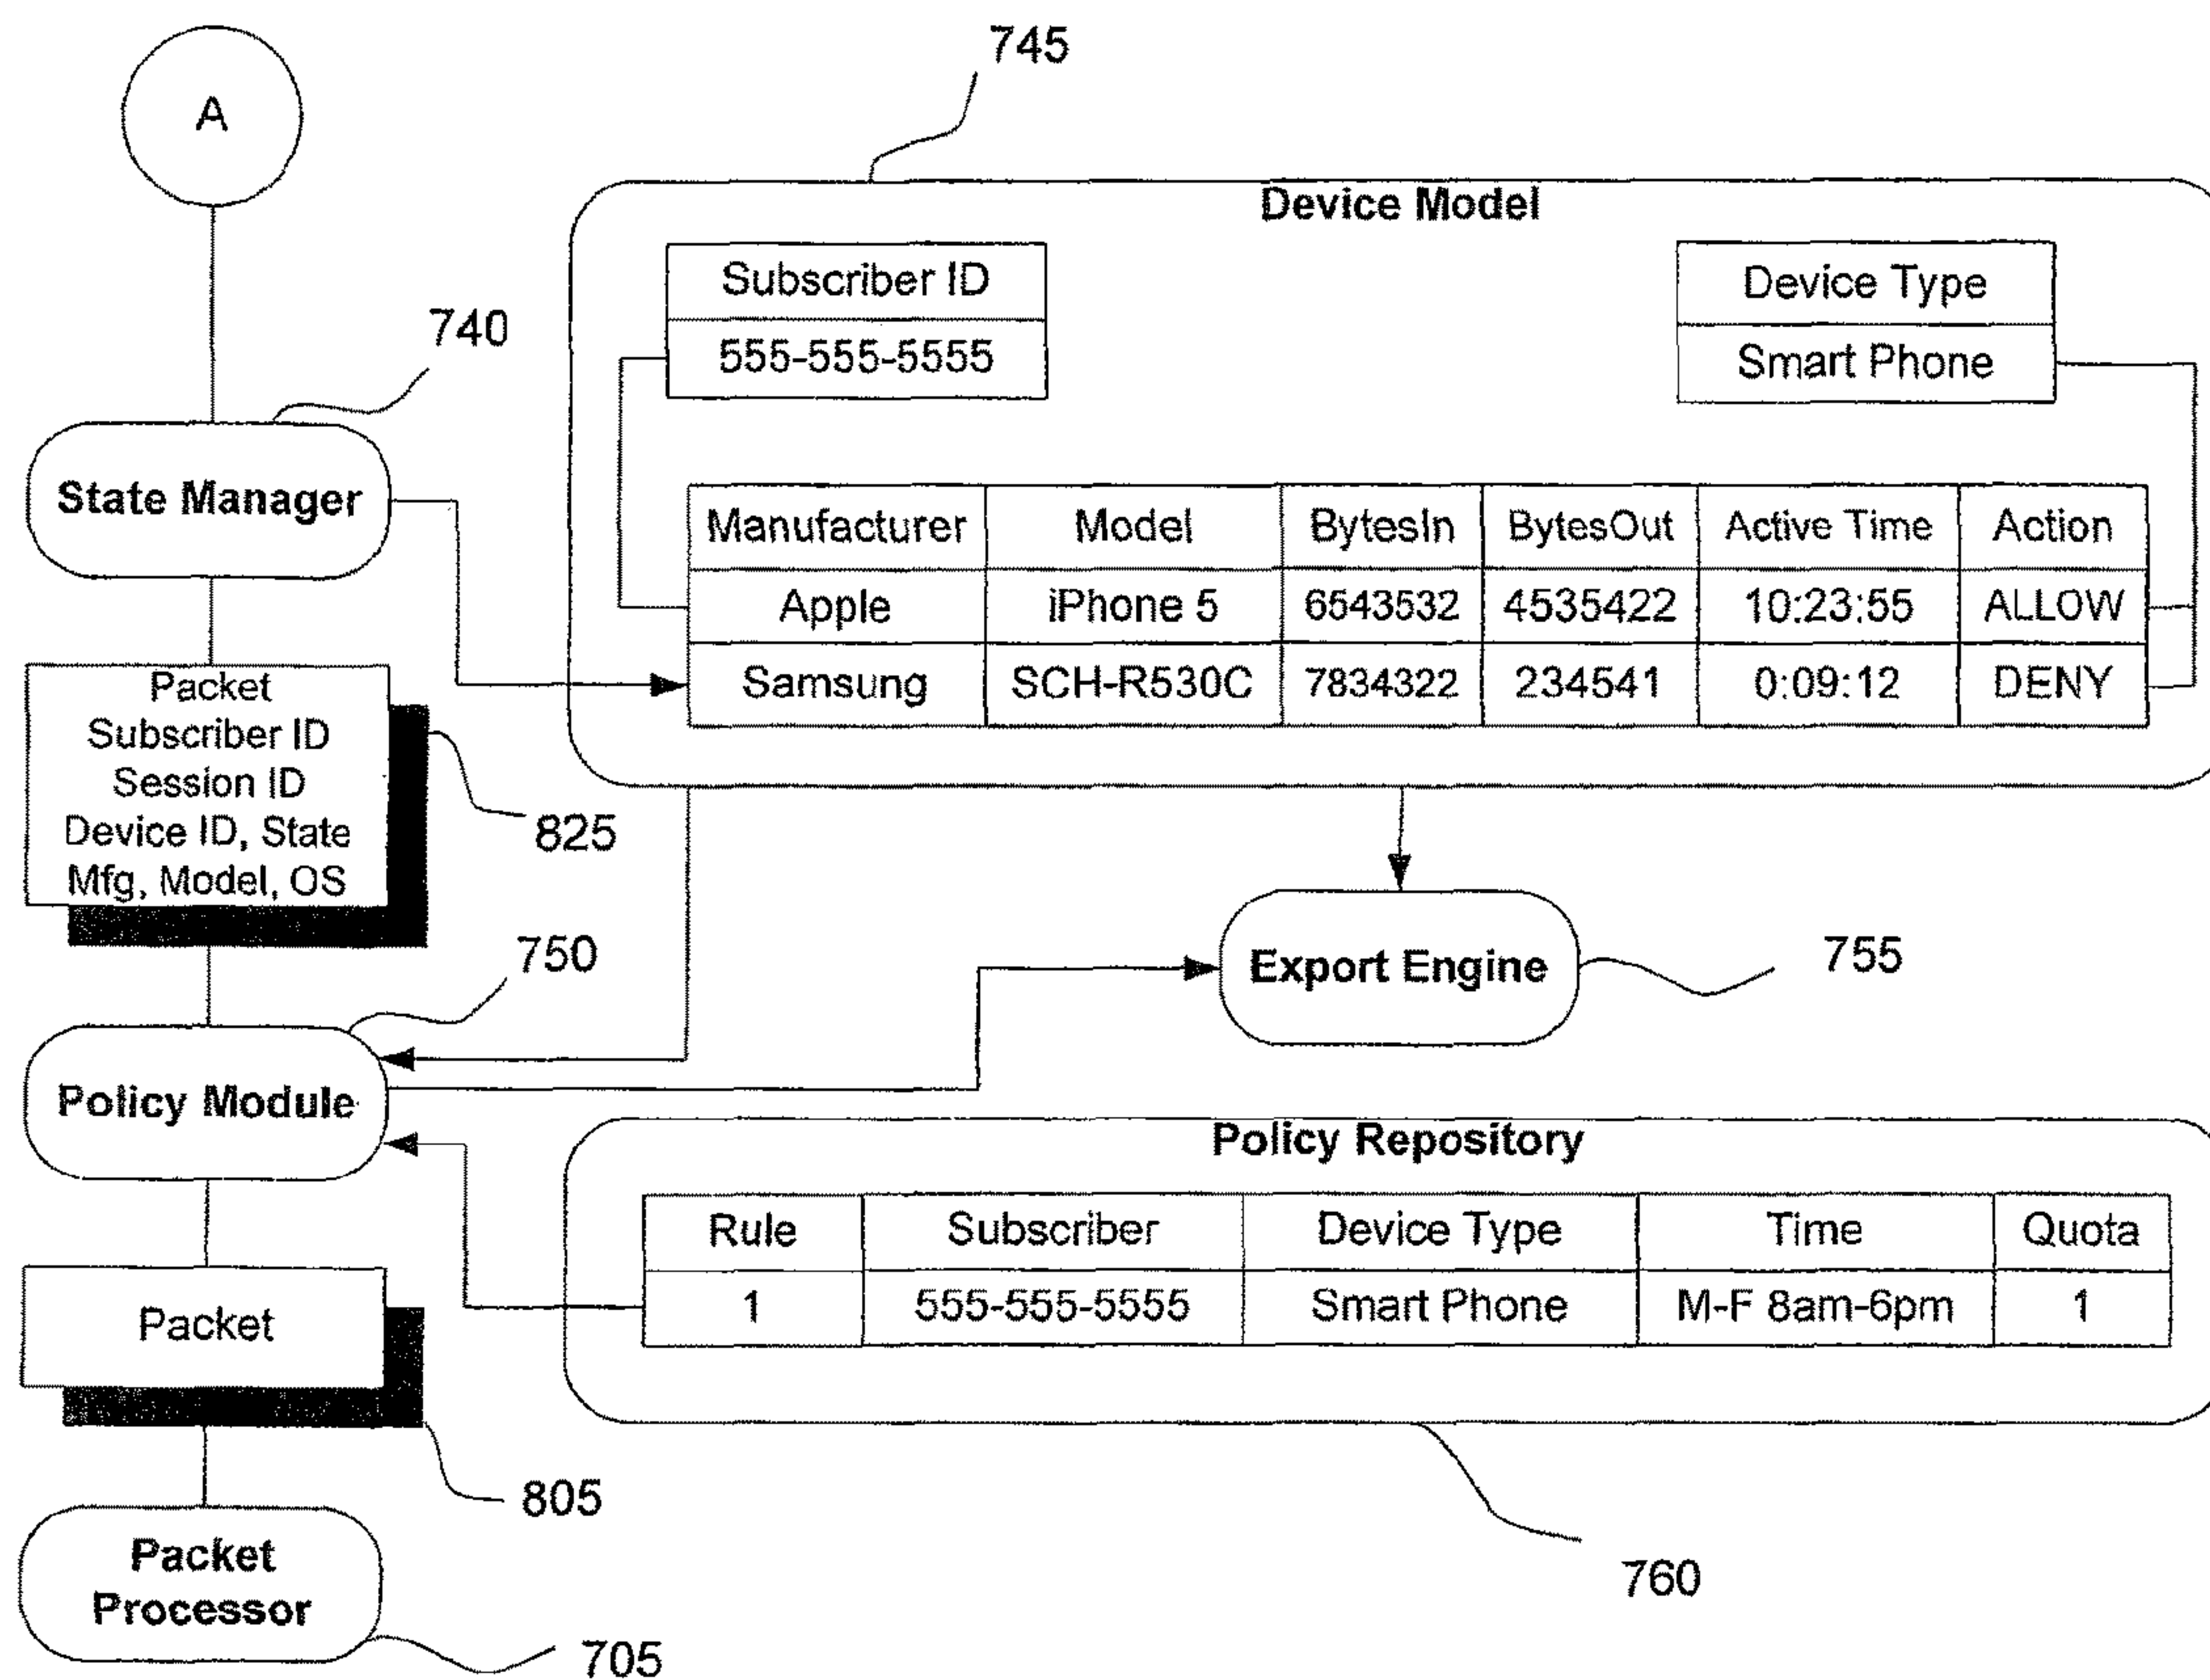 745
A
Device Model
Subscriber ID
555-555-5555
Device Type
Smart Phone
740
State Manager
Manufacturer Model BytesIn BytesOut Active Time Action
Apple iPhone 5 6543532 4535422 10:23:55 ALLOW
Samsung SCH-R530C 7834322 234541 0:09:12 DENY
Packet
Subscriber ID
Session ID
Device ID, State
Mfg, Model, OS
825
750
Export Engine
755
Policy Module
Policy Repository
Rule Subscriber Device Type Time Quota
1 555-555-5555 Smart Phone M-F 8am-6pm 1
Packet
805
Packet
Processor
760
705